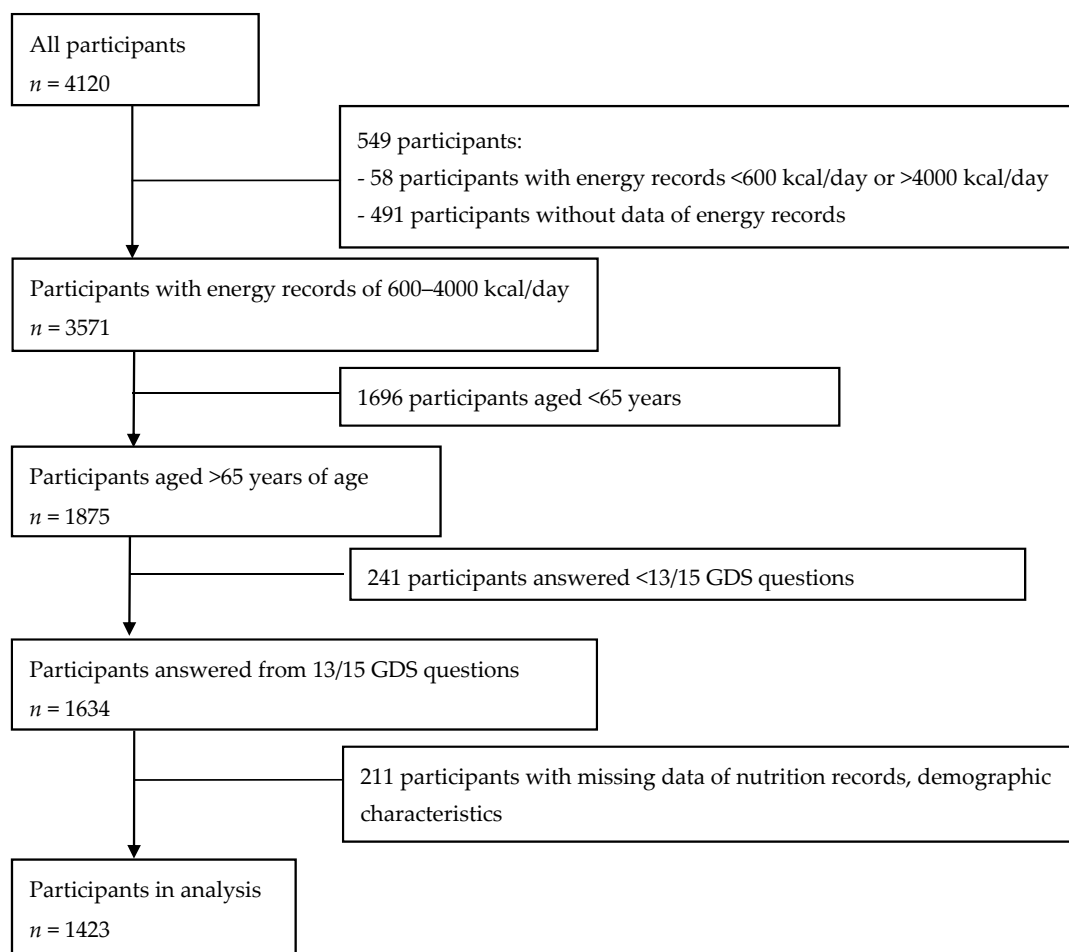 All participants
n = 4120
549 participants:
- 58 participants with energy records <600 kcal/day or >4000 kcal/day
- 491 participants without data of energy records
Participants with energy records of 600–4000 kcal/day
n = 3571
1696 participants aged <65 years
Participants aged >65 years of age
n = 1875
241 participants answered <13/15 GDS questions
Participants answered from 13/15 GDS questions
n = 1634
211 participants with missing data of nutrition records, demographic
characteristics
Participants in analysis
n = 1423